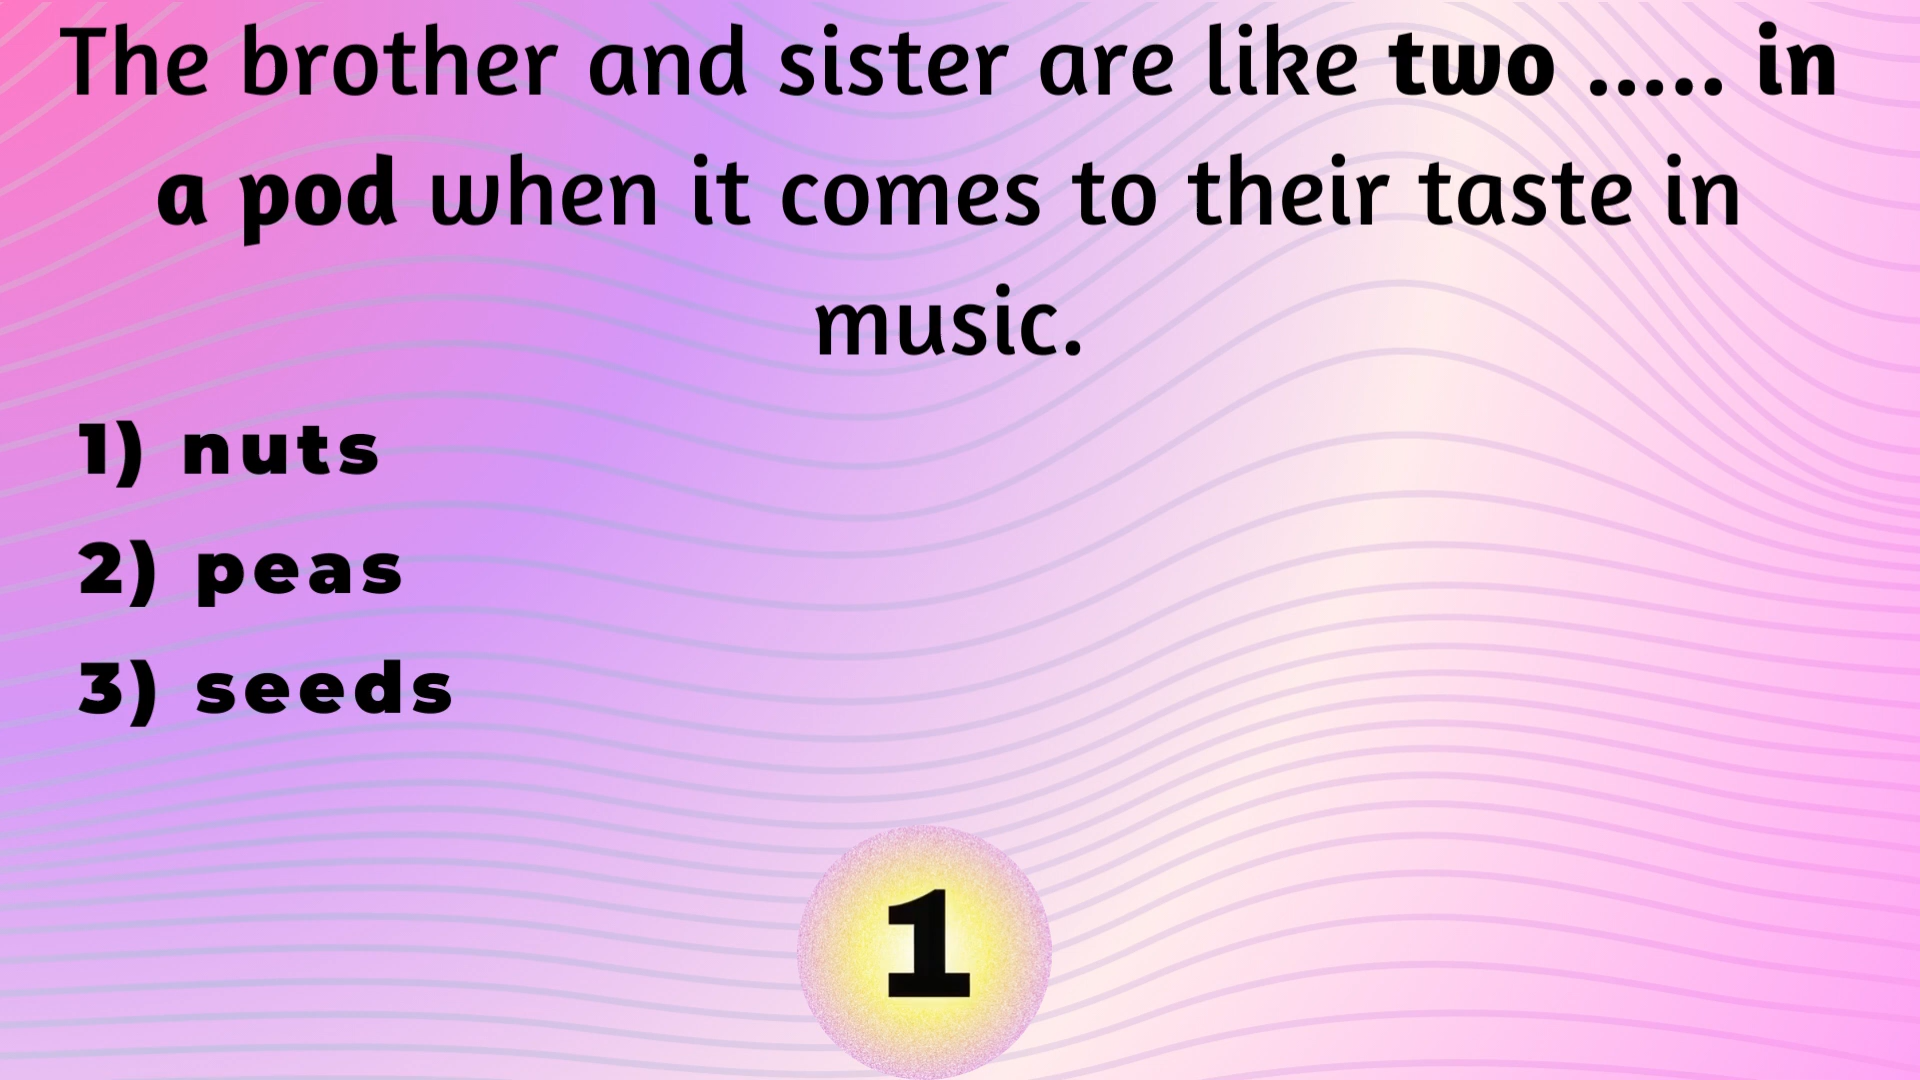 The brother and sister are like two ..... in
a pod when it comes to their taste in
music.
1) nuts
2) peas
3) seeds
1